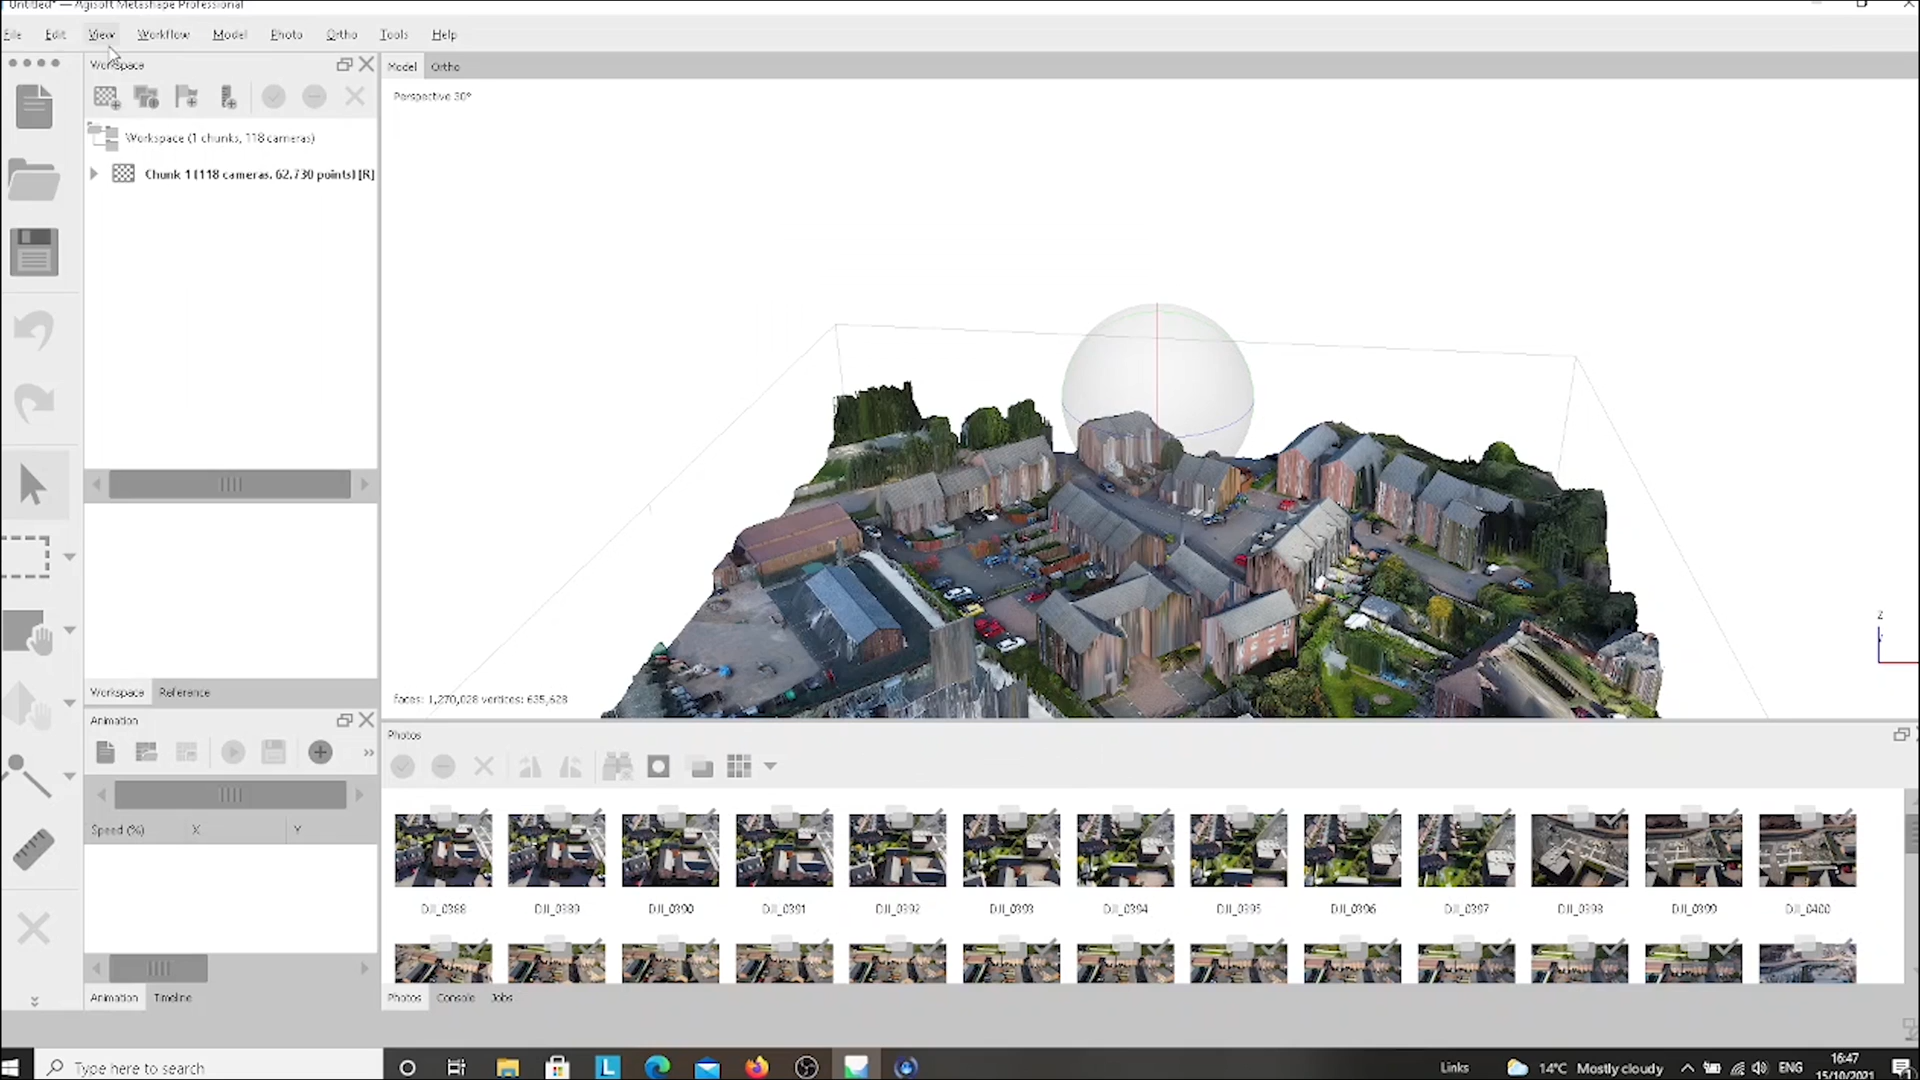 Untitled* — Agisoft Metashape Professional
File Edit View Workflow Model Photo Ortho Tools Help
Workspace
Model Ortho
Perspective 30°
Workspace (1 chunks, 118 cameras)
Chunk 1 (118 cameras, 62,730 points) [R]
Z
faces: 1,270,028 vertices: 635,628
Workspace Reference
Animation
Photos
»
Speed (%) X Y
DJI_0388 DJI_0389 DJI_0390 DJI_0391 DJI_0392 DJI_0393 DJI_0394 DJI_0395 DJI_0396 DJI_0397 DJI_0398 DJI_0399 DJI_0400
Animation Timeline
Photos Console Jobs
Type here to search
L
Links 14°C Mostly cloudy ENG
16:47
15/10/2021